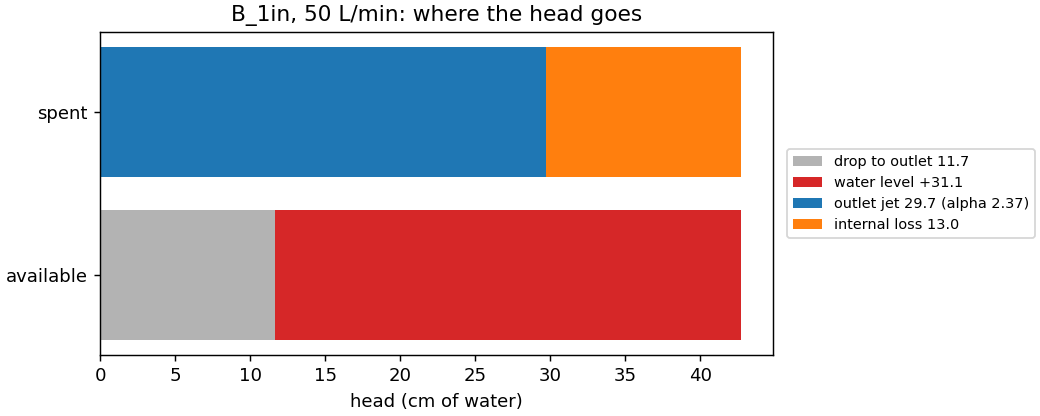 B_1in, 50 L/min: where the head goes
spent
available
0 5 10 15 20 25 30 35 40
head (cm of water)
drop to outlet 11.7
water level +31.1
outlet jet 29.7 (alpha 2.37)
internal loss 13.0